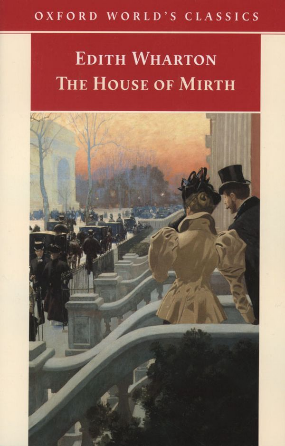 OXFORD WORLD'S CLASSICS
EDITH WHARTON
THE HOUSE OF MIRTH